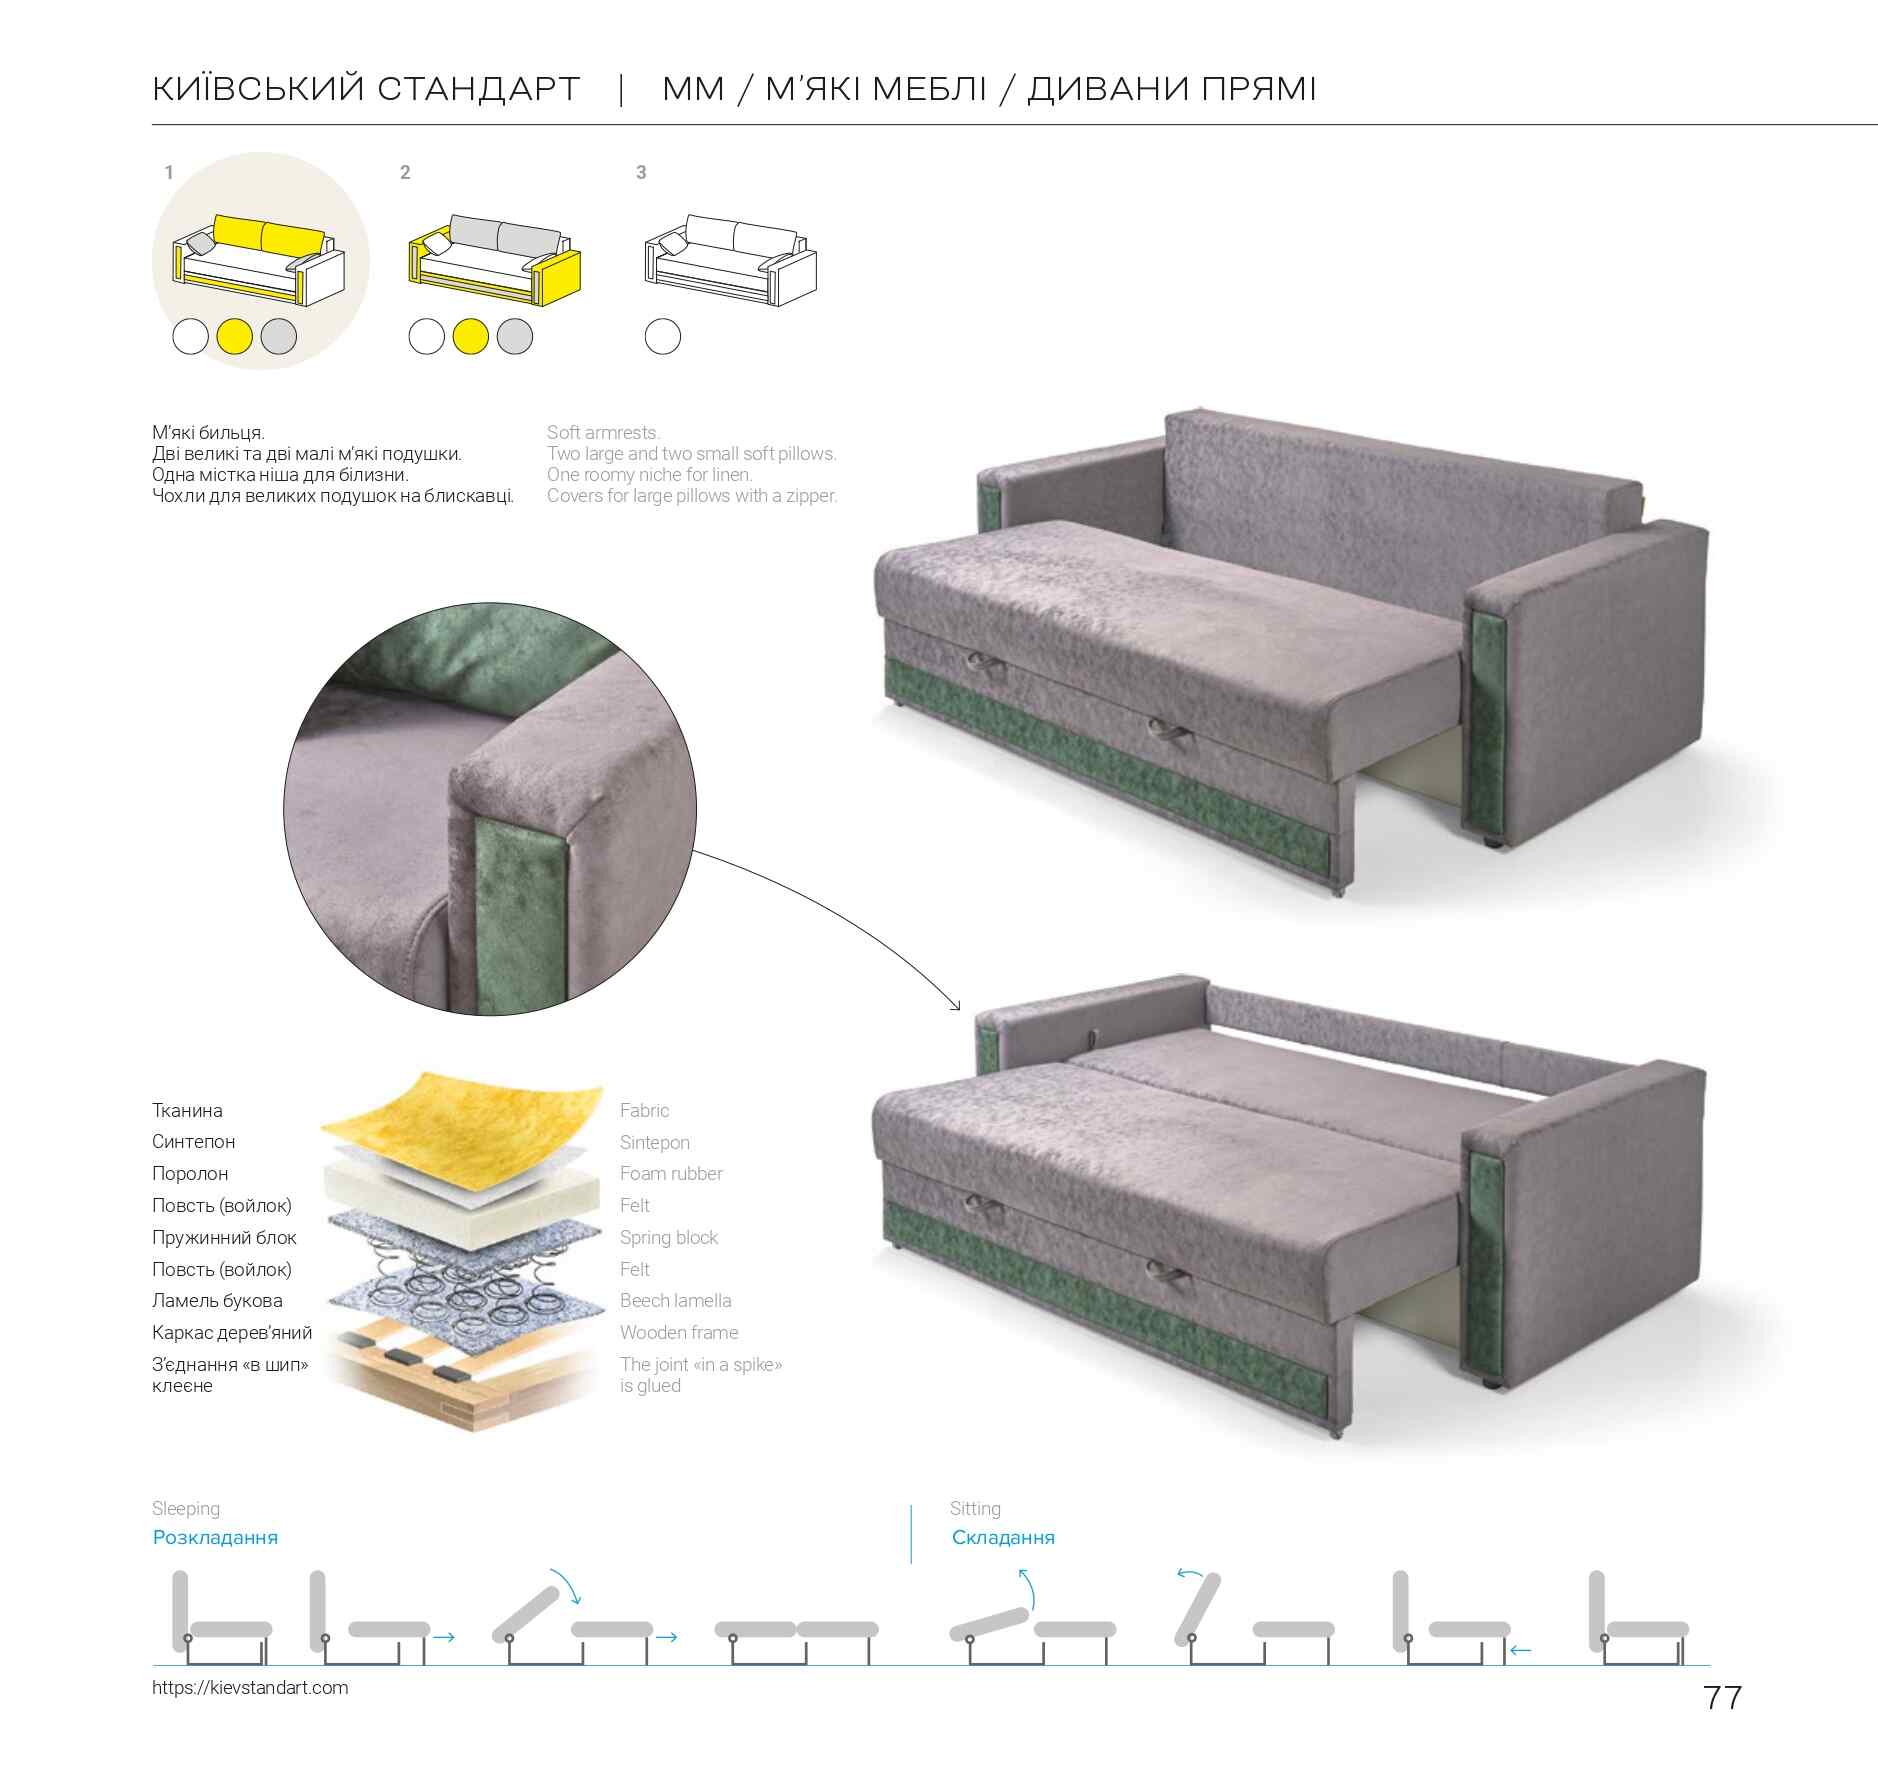 КИЇВСЬКИЙ СТАНДАРТ | ММ / М’ЯКІ МЕБЛІ / ДИВАНИ ПРЯМІ
1
2
3
М’які бильця.
Дві великі та дві малі м’які подушки.
Одна містка ніша для білизни.
Чохли для великих подушок на блискавці.
Soft armrests.
Two large and two small soft pillows.
One roomy niche for linen.
Covers for large pillows with a zipper.
Тканина
Синтепон
Поролон
Повсть (войлок)
Пружинний блок
Повсть (войлок)
Ламель букова
Каркас дерев’яний
З’єднання «в шип»
клеєне
Fabric
Sintepon
Foam rubber
Felt
Spring block
Felt
Beech lamella
Wooden frame
The joint «in a spike»
is glued
Sleeping
Розкладання
Sitting
Складання
https://kievstandart.com
77